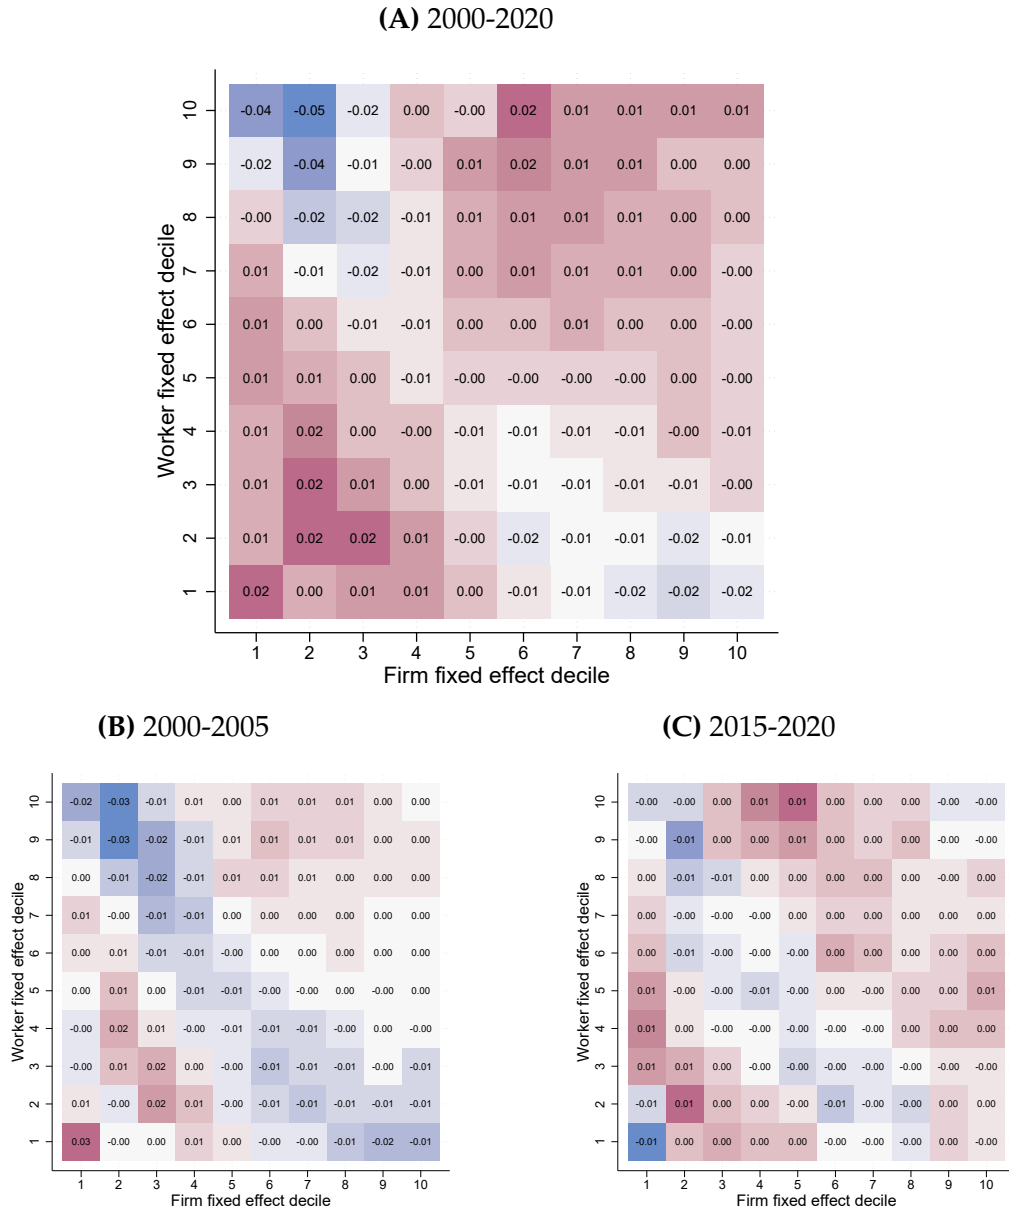 (A) 2000-2020
10 -0.04 -0.05 -0.02 0.00 -0.00 0.02 0.01 0.01 0.01 0.01
9 -0.02 -0.04 -0.01 -0.00 0.01 0.02 0.01 0.01 0.00 0.00
8 -0.00 -0.02 -0.02 -0.01 0.01 0.01 0.01 0.01 0.00 0.00
7 0.01 -0.01 -0.02 -0.01 0.00 0.01 0.01 0.01 0.00 -0.00
6 0.01 0.00 -0.01 -0.01 0.00 0.00 0.01 0.00 0.00 -0.00
5 0.01 0.01 0.00 -0.01 -0.00 -0.00 -0.00 -0.00 0.00 -0.00
4 0.01 0.02 0.00 -0.00 -0.01 -0.01 -0.01 -0.01 -0.00 -0.01
3 0.01 0.02 0.01 0.00 -0.01 -0.01 -0.01 -0.01 -0.01 -0.00
2 0.01 0.02 0.02 0.01 -0.00 -0.02 -0.01 -0.01 -0.02 -0.01
1 0.02 0.00 0.01 0.01 0.00 -0.01 -0.01 -0.02 -0.02 -0.02
Worker fixed effect decile
1 2 3 4 5 6 7 8 9 10
Firm fixed effect decile
(B) 2000-2005
10 -0.02 -0.03 -0.01 0.01 0.00 0.01 0.01 0.01 0.00 0.00
9 -0.01 -0.03 -0.02 -0.01 0.01 0.01 0.00 0.01 0.00 0.00
8 0.00 -0.01 -0.02 -0.01 0.01 0.01 0.01 0.00 0.00 0.00
7 0.01 -0.00 -0.01 -0.01 0.00 0.00 0.00 0.00 0.00 0.00
6 0.00 0.01 -0.01 -0.01 -0.00 0.00 0.00 0.00 0.00 0.00
5 0.00 0.01 0.00 -0.01 -0.01 -0.00 -0.00 0.00 -0.00 0.00
4 -0.00 0.02 0.01 -0.00 -0.01 -0.01 -0.01 -0.00 0.00 -0.00
3 -0.00 0.01 0.02 0.00 -0.00 -0.01 -0.01 -0.01 -0.00 -0.01
2 0.01 -0.00 0.02 0.01 -0.00 -0.01 -0.01 -0.01 -0.01 -0.01
1 0.03 -0.00 0.00 0.01 0.00 -0.00 -0.00 -0.01 -0.02 -0.01
Worker fixed effect decile
1 2 3 4 5 6 7 8 9 10
Firm fixed effect decile
(C) 2015-2020
10 -0.00 -0.00 0.00 0.01 0.01 0.00 0.00 0.00 -0.00 -0.00
9 -0.00 -0.01 0.00 0.00 0.01 0.00 -0.00 0.00 -0.00 -0.00
8 0.00 -0.01 -0.01 0.00 0.00 0.00 0.00 -0.00 -0.00 0.00
7 0.00 -0.00 -0.00 -0.00 0.00 0.00 0.00 0.00 0.00 0.00
6 0.00 -0.01 -0.00 -0.00 -0.00 0.00 0.00 -0.00 0.00 0.00
5 0.01 -0.00 -0.00 -0.01 -0.00 0.00 -0.00 0.00 0.00 0.01
4 0.01 0.00 -0.00 -0.00 -0.00 -0.00 -0.00 0.00 0.00 0.00
3 0.01 0.01 0.00 -0.00 -0.00 -0.00 -0.00 -0.00 0.00 0.00
2 -0.01 0.01 0.00 0.00 0.00 -0.01 -0.00 -0.00 0.00 0.00
1 -0.01 0.00 0.00 0.00 0.00 -0.00 -0.00 -0.00 0.00 -0.00
Worker fixed effect decile
1 2 3 4 5 6 7 8 9 10
Firm fixed effect decile